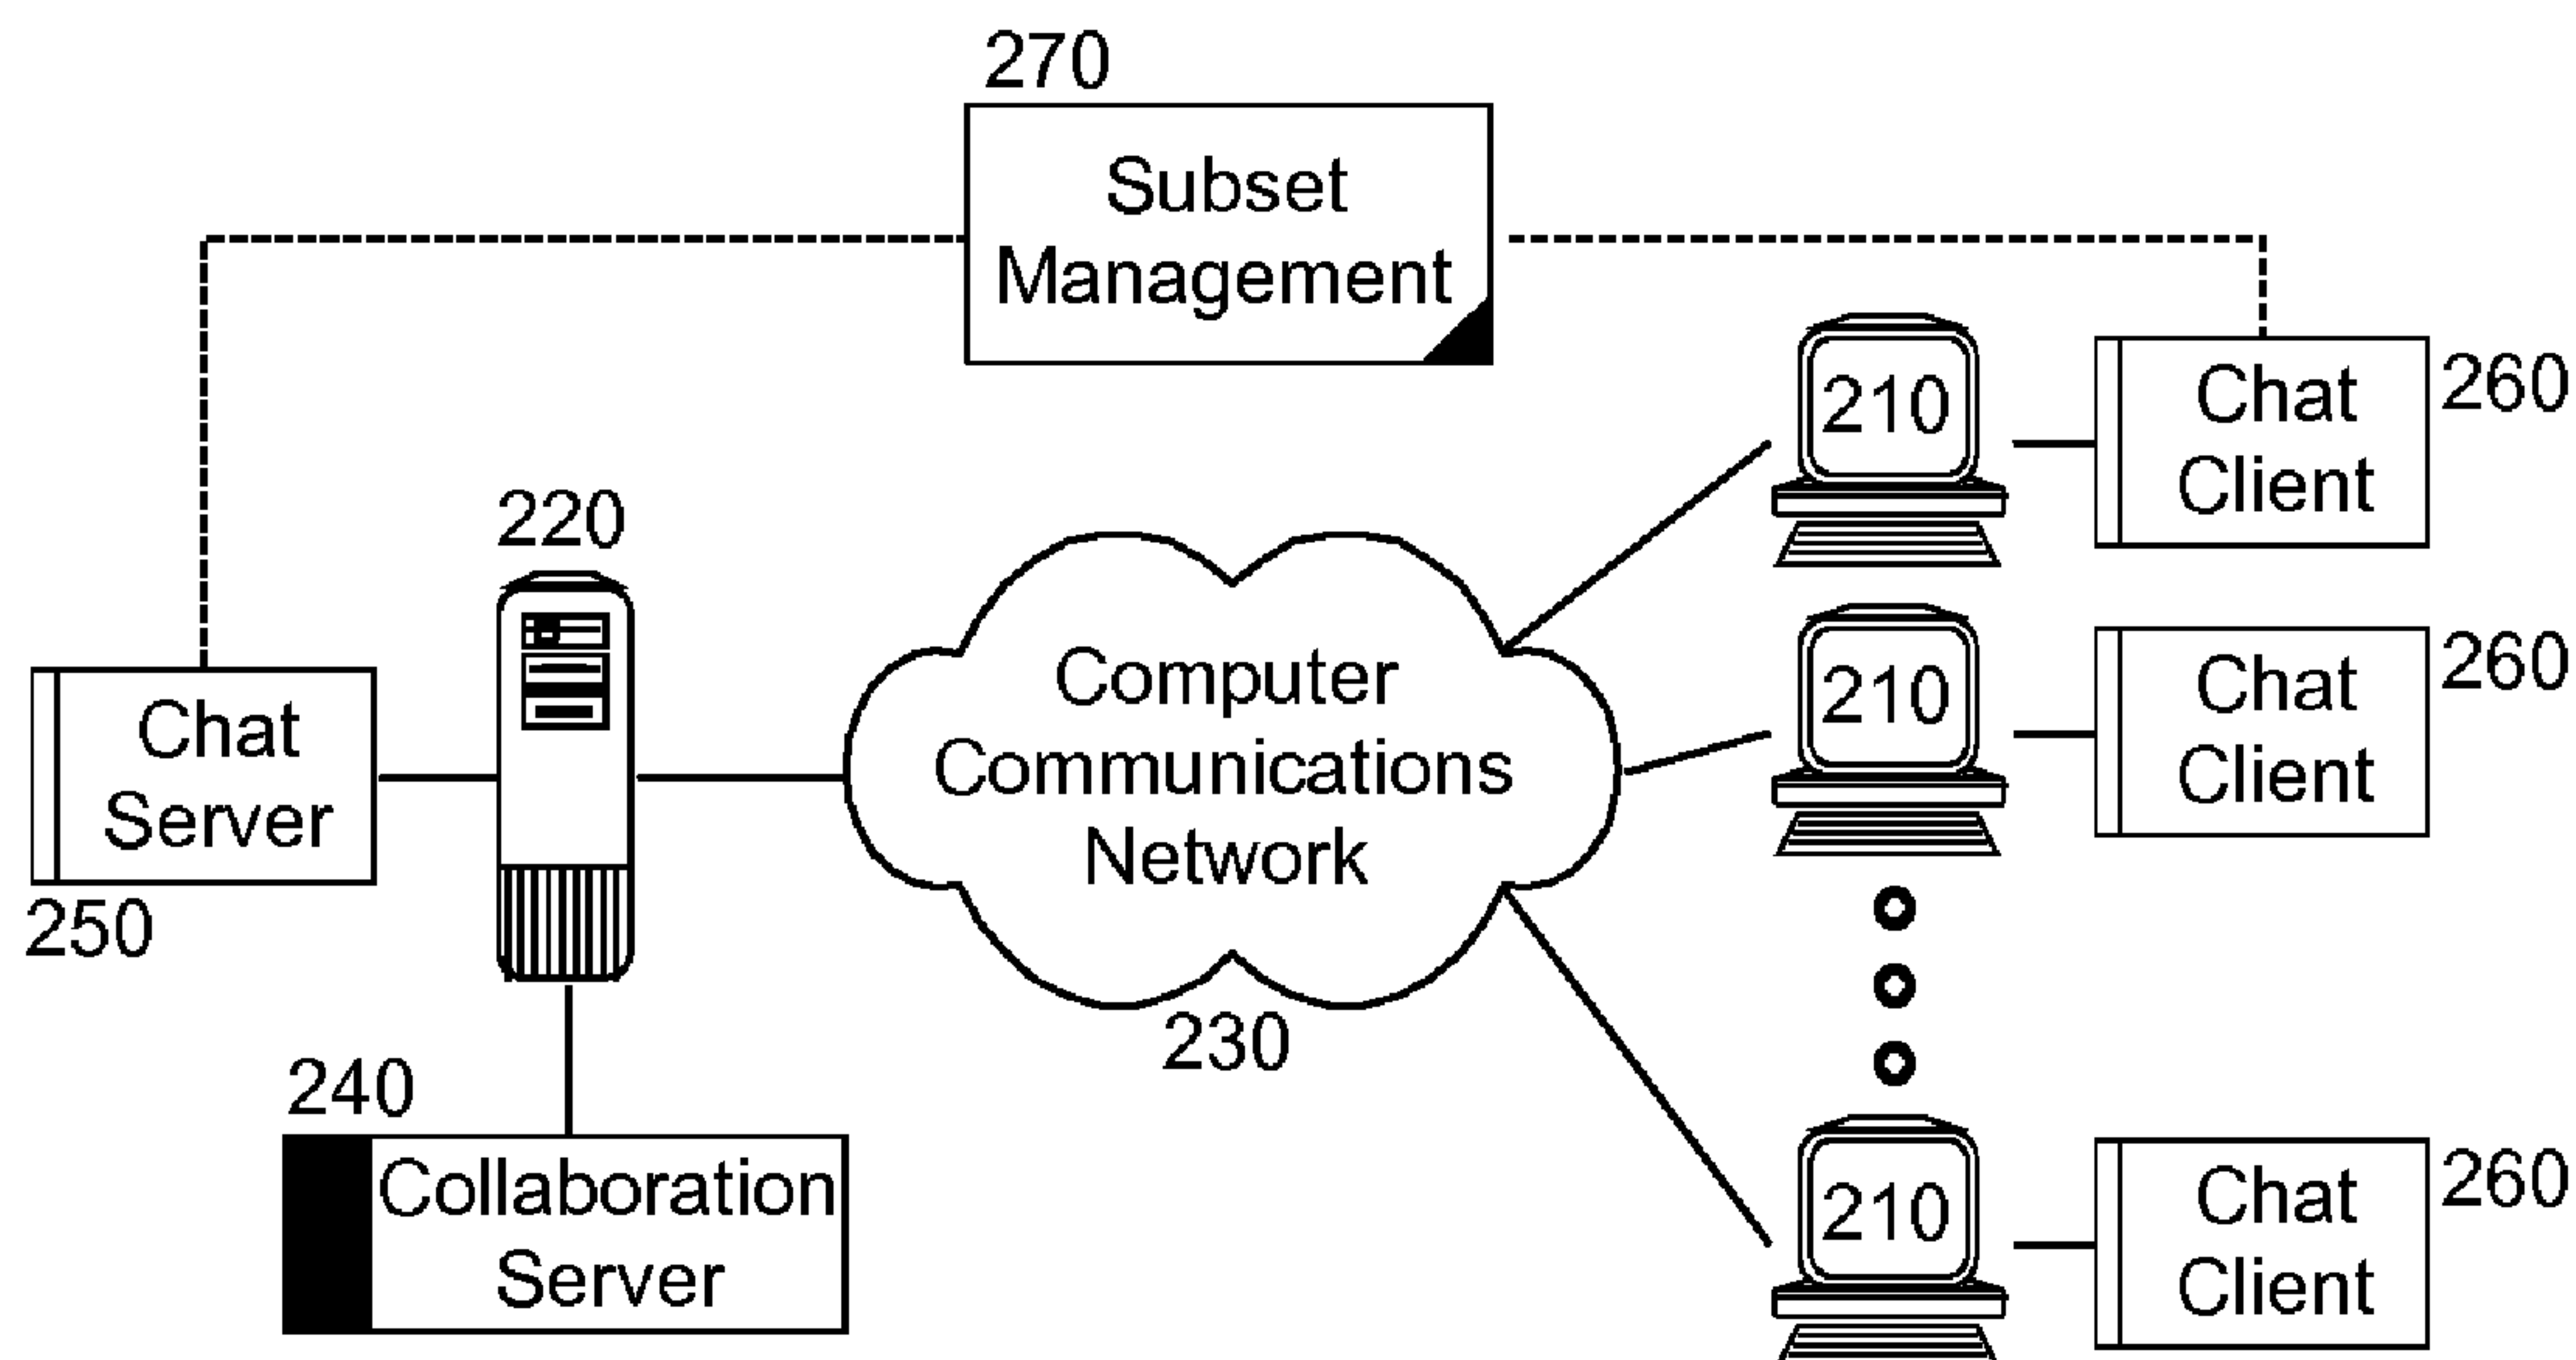 270
Subset
Management
210
Chat
Client
260
220
Chat
Server
250
Computer
Communications
Network
230
210
Chat
Client
260
240
Collaboration
Server
210
Chat
Client
260